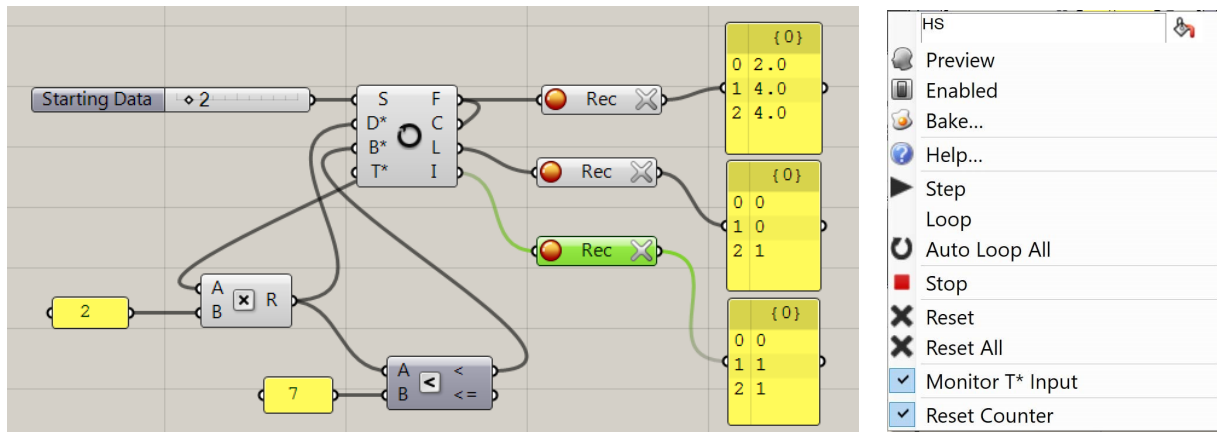 Starting Data
2
S F
D* C
B* L
T* I
Rec
{0}
0 2.0
1 4.0
2 4.0
Rec
{0}
0 0
1 0
2 1
Rec
{0}
0 0
1 1
2 1
2
A
B
R
7
A <
B <=
HS
Preview
Enabled
Bake...
Help...
Step
Loop
Auto Loop All
Stop
Reset
Reset All
Monitor T* Input
Reset Counter